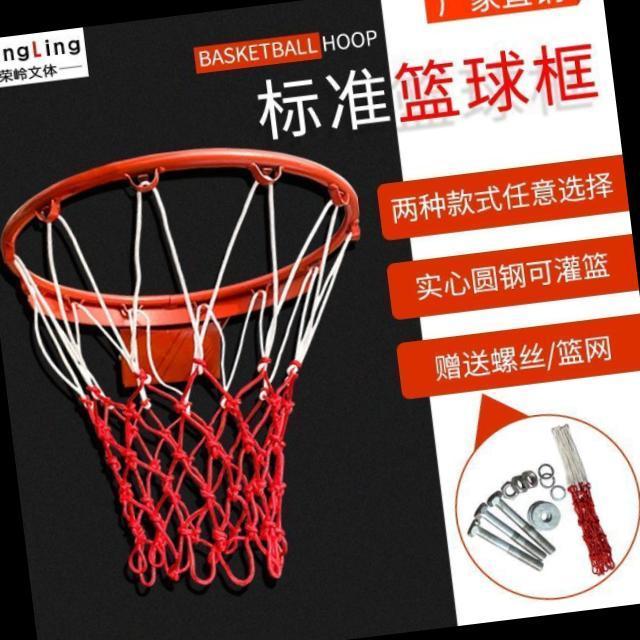 ngLing
荣岭文体
BASKETBALL HOOP
标准篮球框
两种款式任意选择
实心圆钢可灌篮
赠送螺丝/篮网